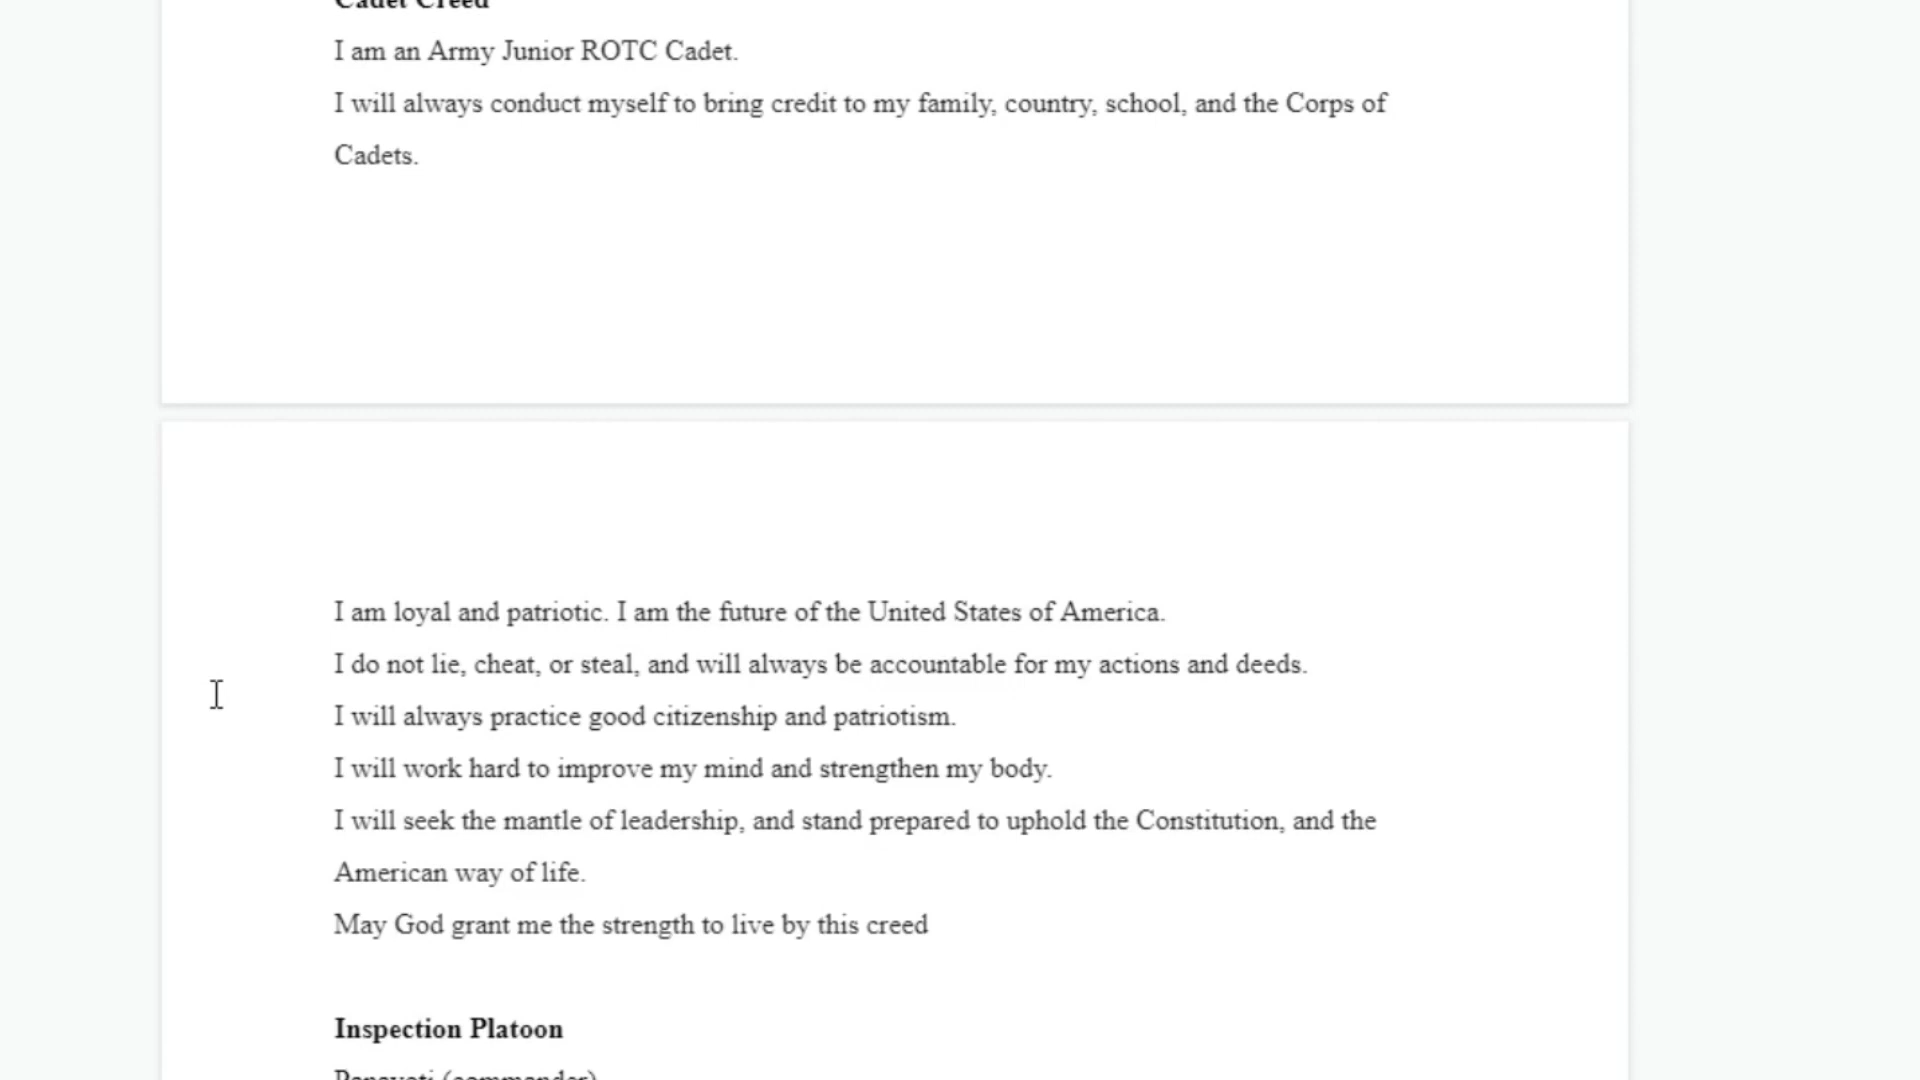 Cadet Creed
I am an Army Junior ROTC Cadet.
I will always conduct myself to bring credit to my family, country, school, and the Corps of
Cadets.
I am loyal and patriotic. I am the future of the United States of America.
I do not lie, cheat, or steal, and will always be accountable for my actions and deeds.
I will always practice good citizenship and patriotism.
I will work hard to improve my mind and strengthen my body.
I will seek the mantle of leadership, and stand prepared to uphold the Constitution, and the
American way of life.
May God grant me the strength to live by this creed
Inspection Platoon
(commander)